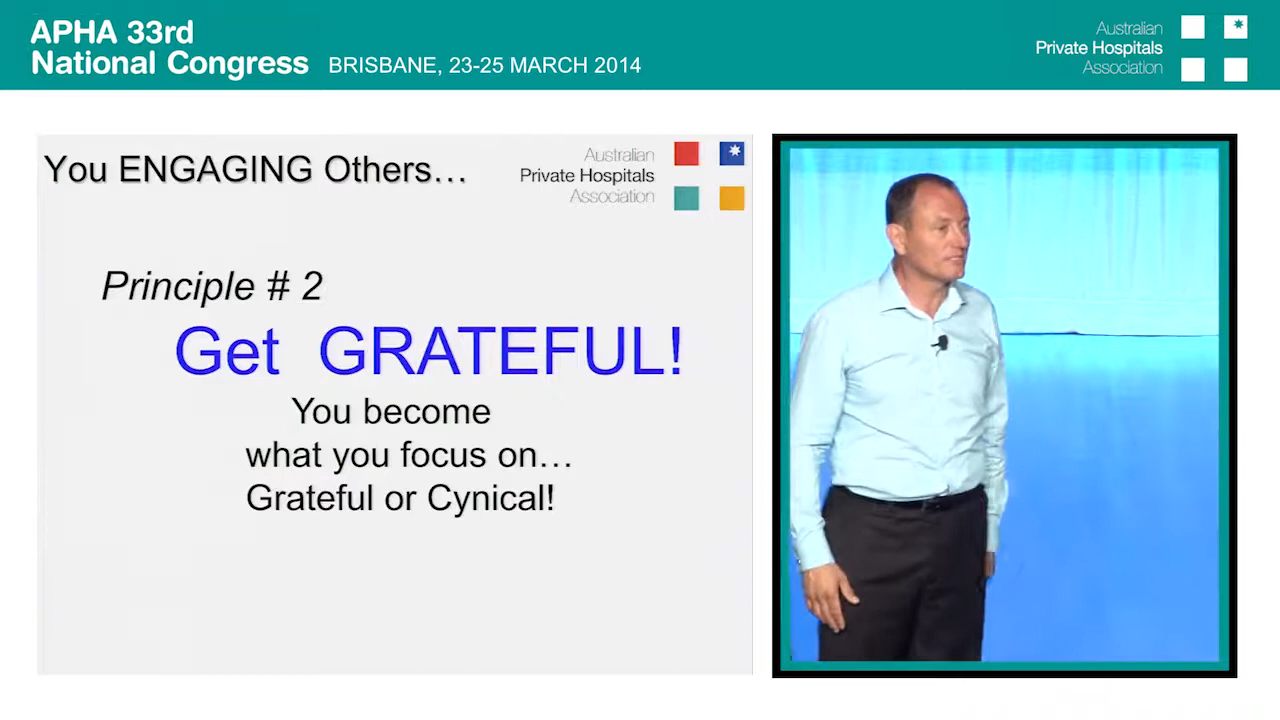 APHA 33rd
National Congress BRISBANE, 23-25 MARCH 2014
Australian
Private Hospitals
Association
You ENGAGING Others…
Australian
Private Hospitals
Association
Principle # 2
Get GRATEFUL!
You become
what you focus on…
Grateful or Cynical!